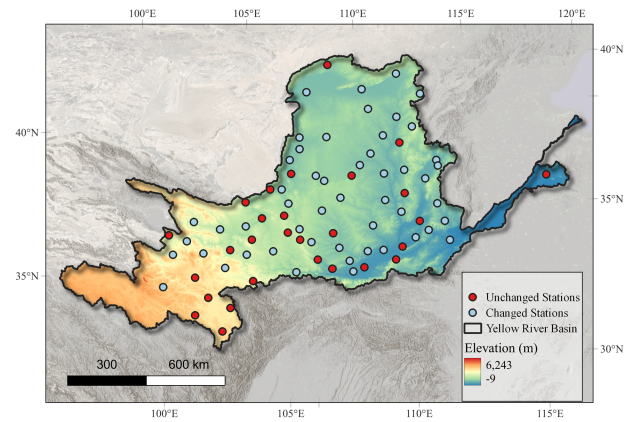 100°E 105°E 110°E 115°E 120°E
40°N
40°N
35°N
35°N
Unchanged Stations
Changed Stations
Yellow River Basin
Elevation (m)
6,243
-9
30°N
300 600 km
100°E 105°E 110°E 115°E